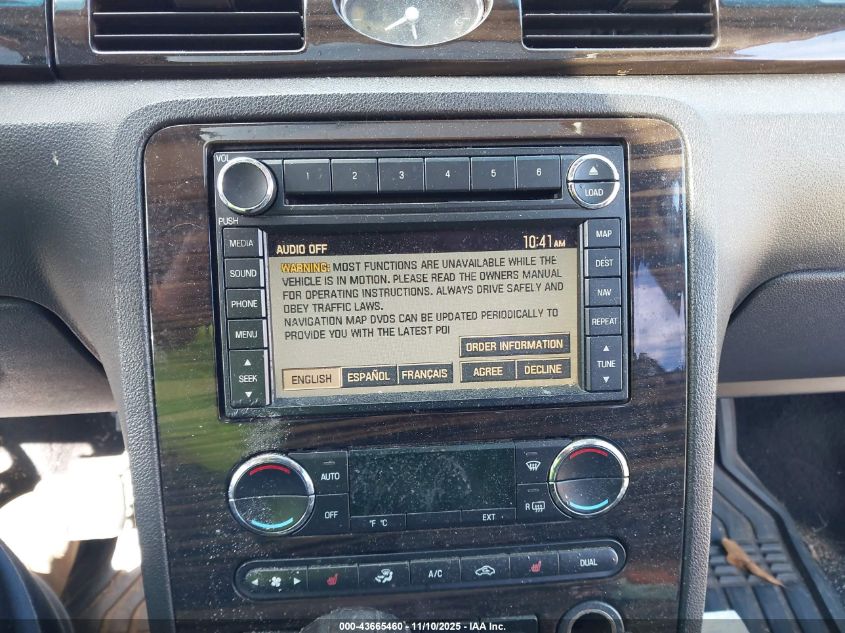 VOL
1 2 3 4 5 6
LOAD
PUSH
MEDIA
SOUND
PHONE
MENU
SEEK
AUDIO OFF
10:41AM
WARNING: MOST FUNCTIONS ARE UNAVAILABLE WHILE THE
VEHICLE IS IN MOTION. PLEASE READ THE OWNERS MANUAL
FOR OPERATING INSTRUCTIONS. ALWAYS DRIVE SAFELY AND
OBEY TRAFFIC LAWS.
NAVIGATION MAP DVDS CAN BE UPDATED PERIODICALLY TO
PROVIDE YOU WITH THE LATEST POI
ORDER INFORMATION
ENGLISH ESPAÑOL FRANÇAIS AGREE DECLINE
MAP
DEST
NAV
REPEAT
TUNE
AUTO
OFF
°F °C
EXT
R
A/C
DUAL
000-43665460 - 11/10/2025 - IAA Inc.